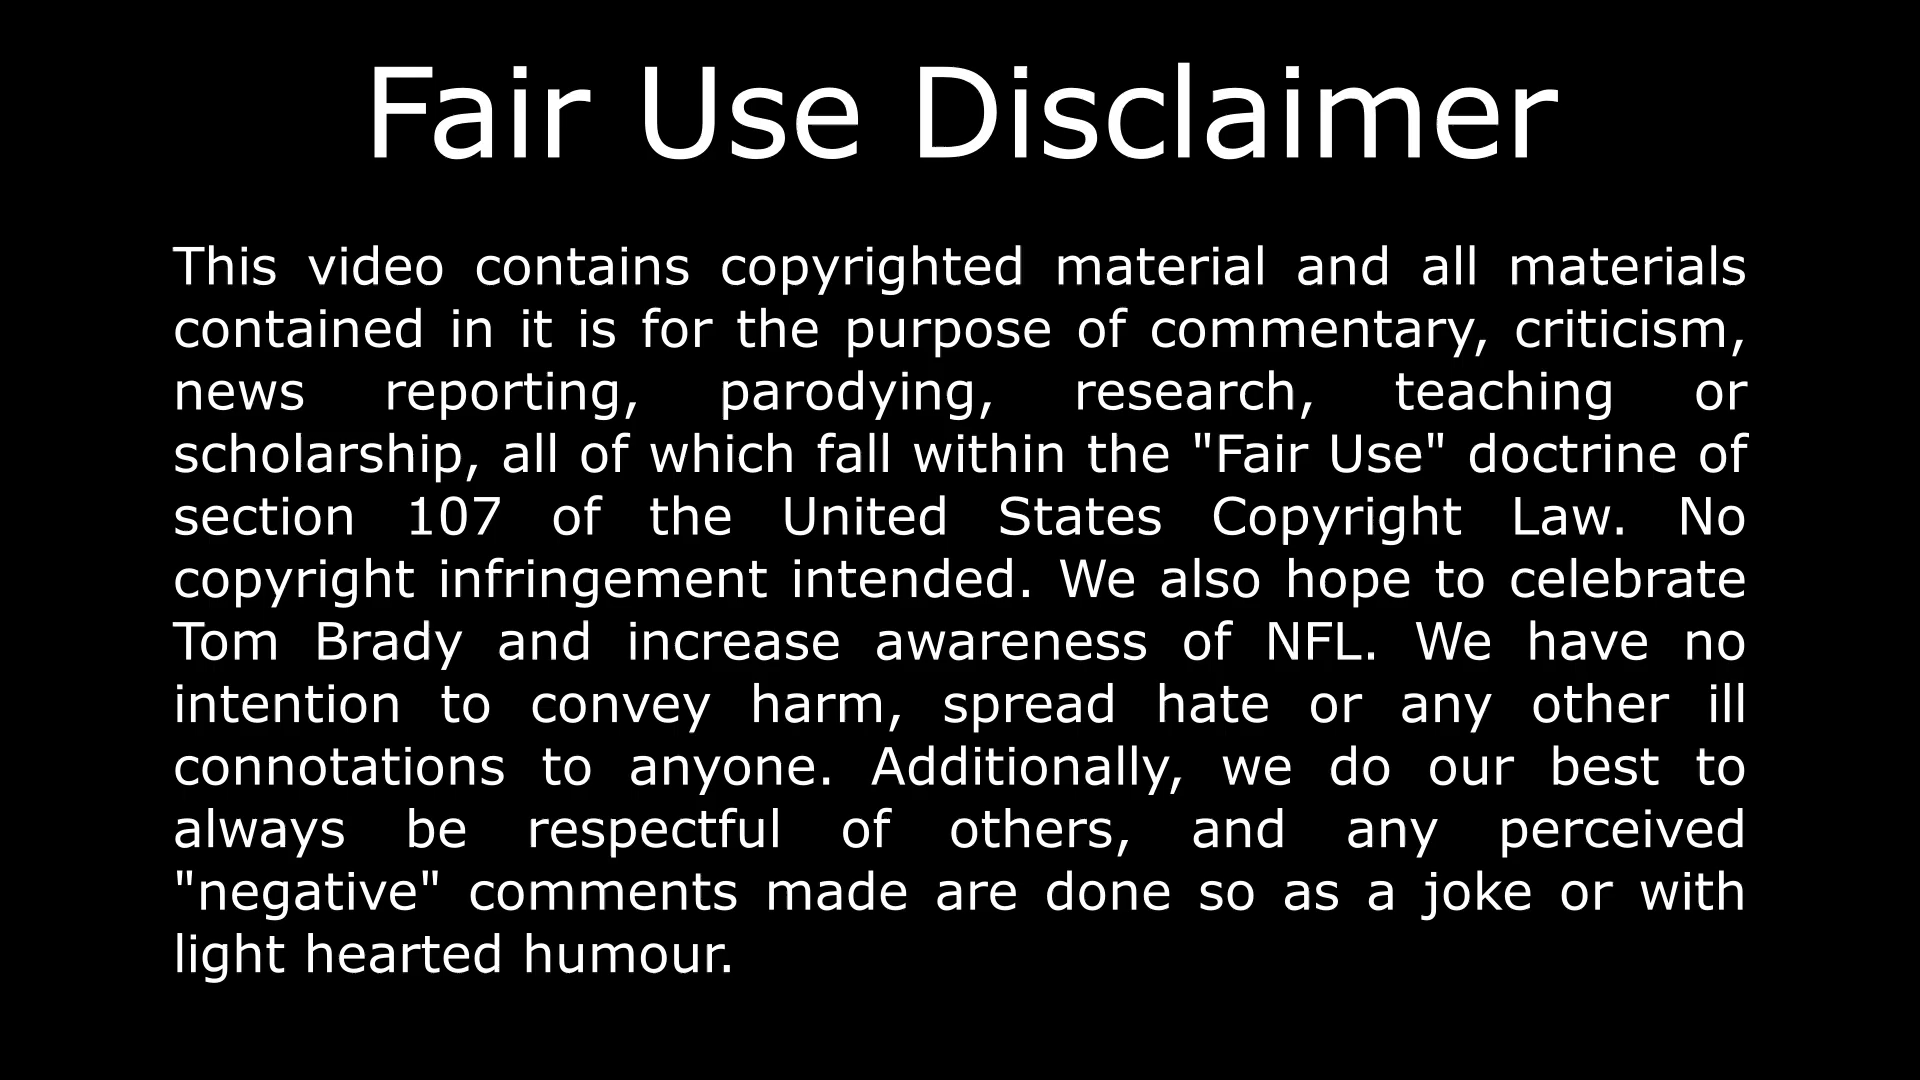 Fair Use Disclaimer
This video contains copyrighted material and all materials
contained in it is for the purpose of commentary, criticism,
news reporting, parodying, research, teaching or
scholarship, all of which fall within the "Fair Use" doctrine of
section 107 of the United States Copyright Law. No
copyright infringement intended. We also hope to celebrate
Tom Brady and increase awareness of NFL. We have no
intention to convey harm, spread hate or any other ill
connotations to anyone. Additionally, we do our best to
always be respectful of others, and any perceived
"negative" comments made are done so as a joke or with
light hearted humour.